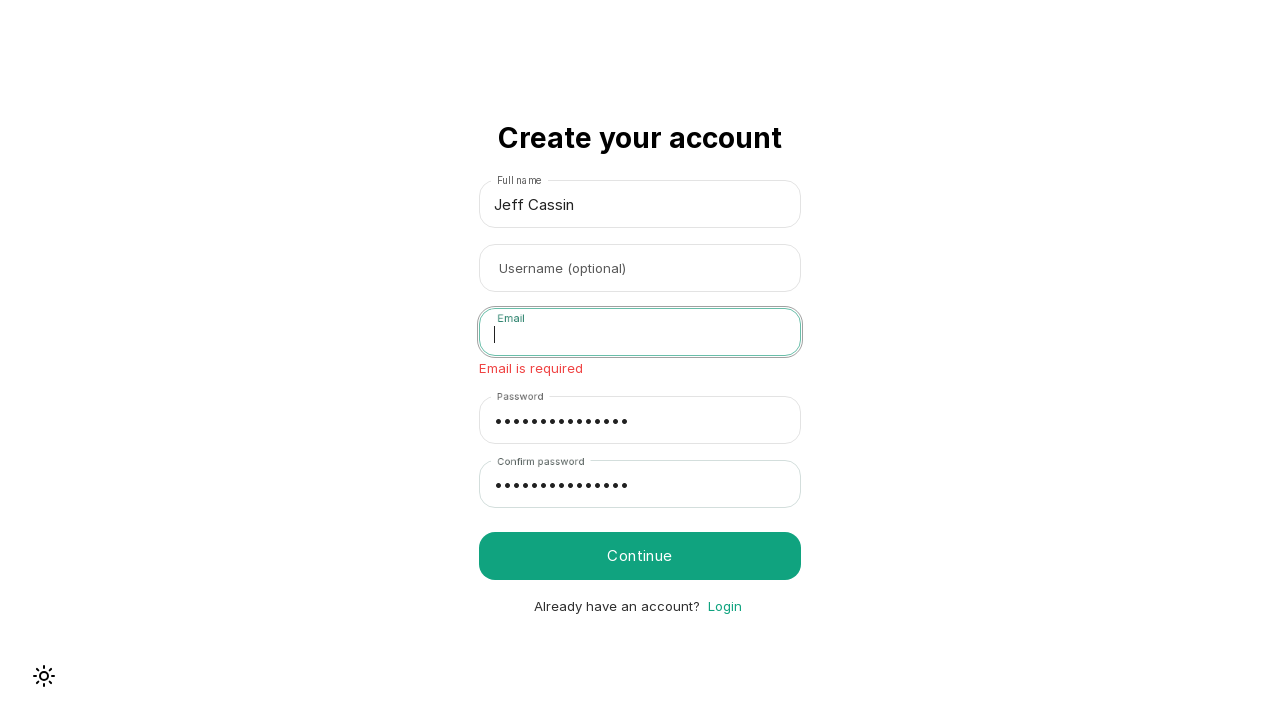 Create your account
Full name
Jeff Cassin
Username (optional)
Email
Email is required
Password
•••••••••••••••
Confirm password
•••••••••••••••
Continue
Already have an account? Login